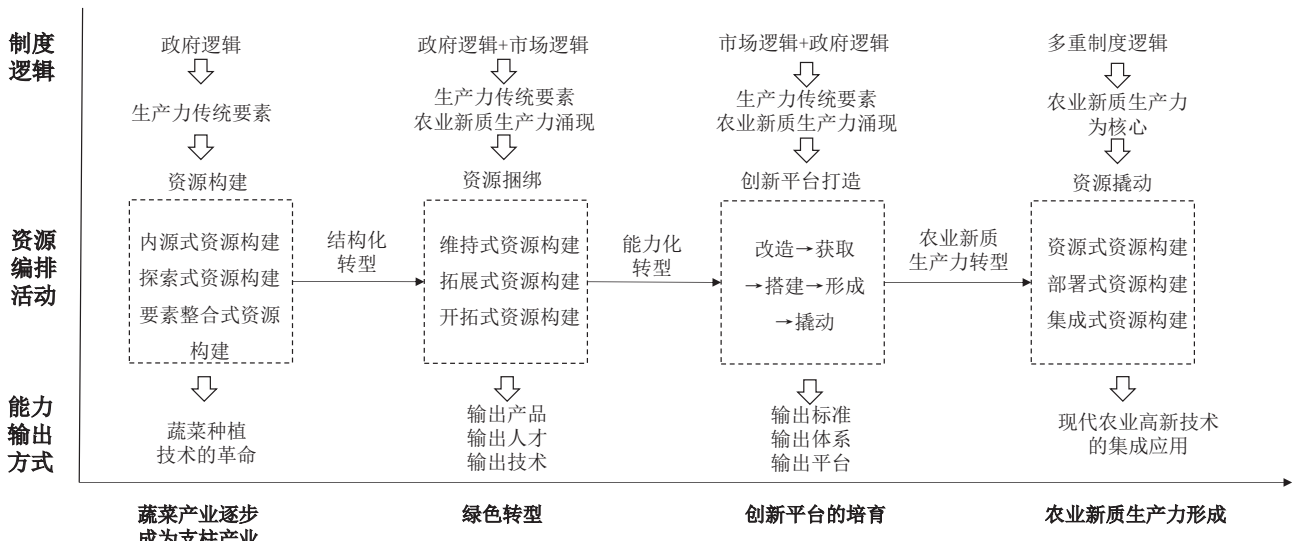 制度
逻辑
政府逻辑
政府逻辑+市场逻辑
市场逻辑+政府逻辑
多重制度逻辑
生产力传统要素
生产力传统要素
农业新质生产力涌现
生产力传统要素
农业新质生产力涌现
农业新质生产力
为核心
资源构建
资源捆绑
创新平台打造
资源撬动
资源
编排
活动
内源式资源构建
探索式资源构建
要素整合式资源
构建
结构化
转型
维持式资源构建
拓展式资源构建
开拓式资源构建
能力化
转型
改造→获取
→搭建→形成
→撬动
农业新质
生产力转型
资源式资源构建
部署式资源构建
集成式资源构建
能力
输出
方式
蔬菜种植
技术的革命
输出产品
输出人才
输出技术
输出标准
输出体系
输出平台
现代农业高新技术
的集成应用
蔬菜产业逐步
成为支柱产业
绿色转型
创新平台的培育
农业新质生产力形成